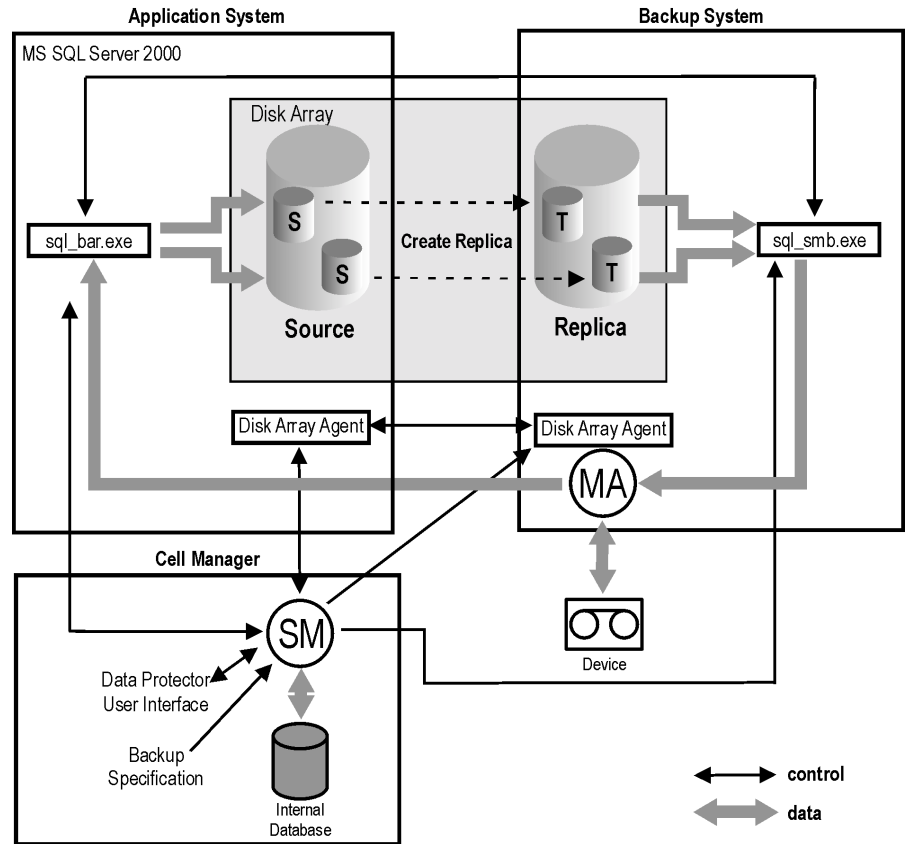 Application System
Backup System
MS SQL Server 2000
Disk Array
S
S
Create Replica
T
T
sql_bar.exe
sql_smb.exe
Source
Replica
Disk Array Agent
Disk Array Agent
MA
Cell Manager
SM
Device
Data Protector
User Interface
Backup
Specification
Internal
Database
control
data